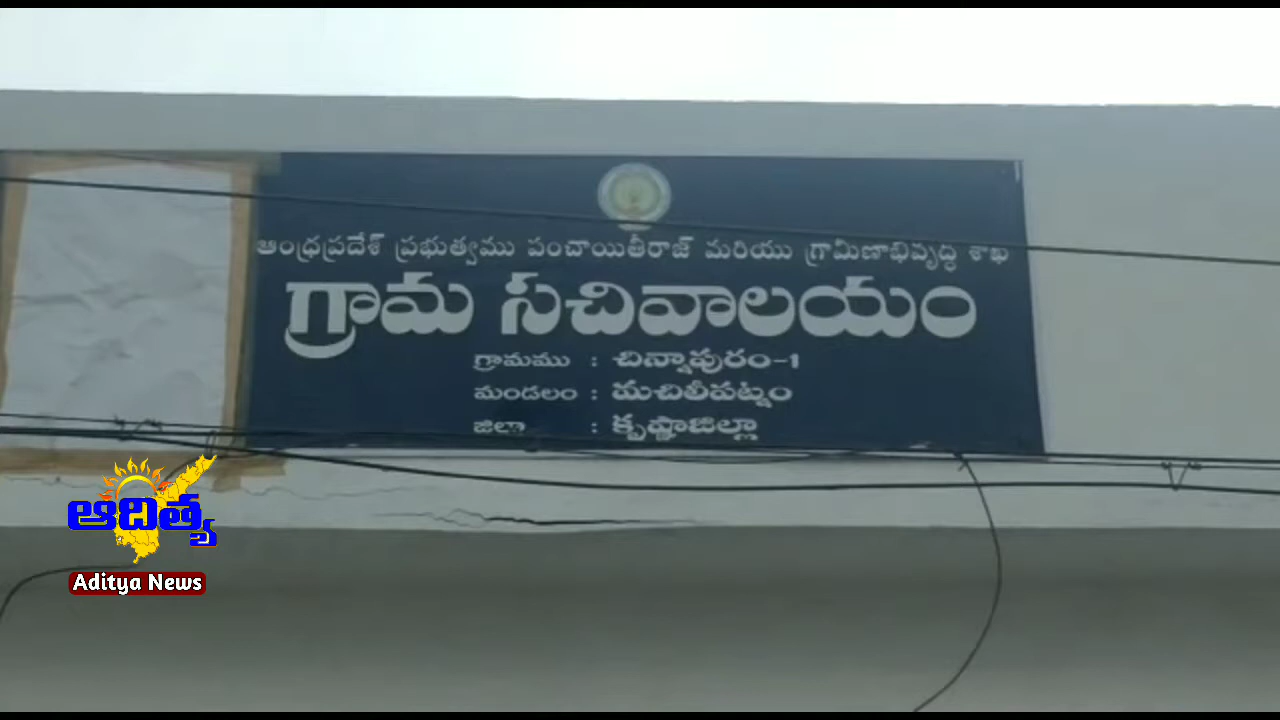 ఆంధ్రప్రదేశ్ ప్రభుత్వము పంచాయితీరాజ్ మరియు గ్రామీణాభివృద్ధి శాఖ
గ్రామ సచివాలయం
గ్రామము : చిన్నాపురం-1
మండలం : మచిలీపట్నం
జిల్లా : కృష్ణాజిల్లా
ఆదిత్య
Aditya News